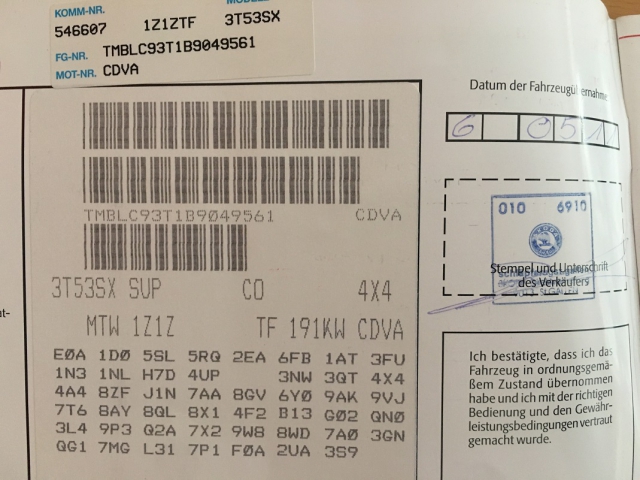 KOMM-NR.
546607 1Z1ZTF 3T53SX
FG-NR. TMBLC93T1B9049561
MOT-NR. CDVA
TMBLC93T1B9049561 CDVA
3T53SX SUP CO 4X4
MTW 1Z1Z TF 191KW CDVA
E0A 1D0 5SL 5RQ 2EA 6FB 1AT 3FU
1N3 1NL H7D 4UP 3NW 3QT 4X4
4A4 8ZF J1N 7AA 8GV 6Y0 9AK 9VJ
7T6 8AY 8QL 8X1 4F2 B13 G02 QN0
3L4 9P3 Q2A 7X2 9W8 8WD 7A0 3GN
QG1 7MG L31 7P1 F0A 2UA 3S9
Datum der Fahrzeugübernahme
6 05 11
010 6910
Stempel und Unterschrift
des Verkäufers
Ich bestätigte, dass ich das
Fahrzeug in ordnungsgemä-
ßem Zustand übernommen
habe und ich mit der richtigen
Bedienung und den Gewähr-
leistungsbedingungen vertraut
gemacht wurde.